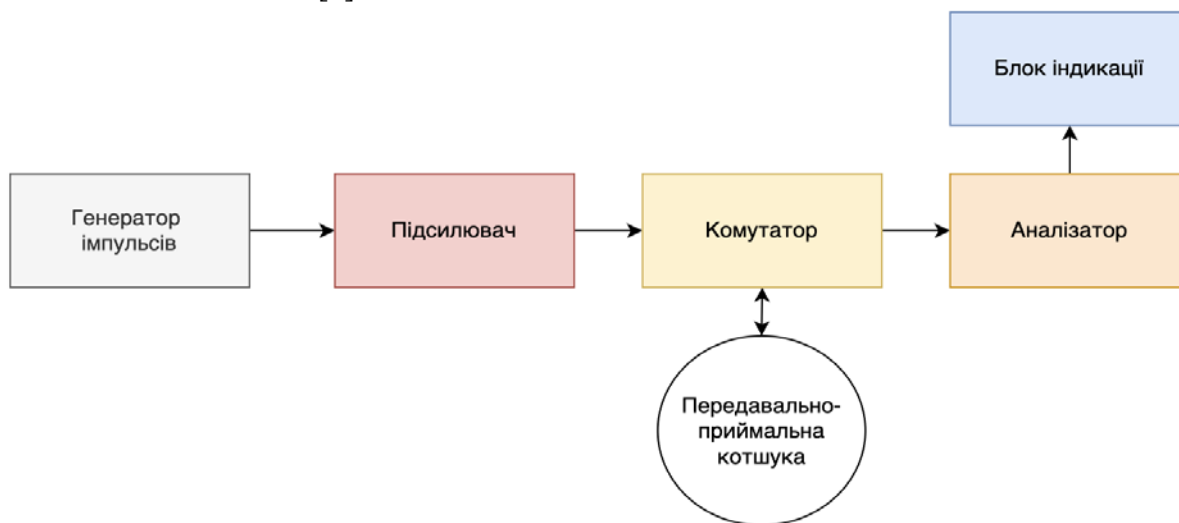 Блок індикації
Генератор
імпульсів
Підсилювач
Комутатор
Аналізатор
Передавально-
приймальна
котшука